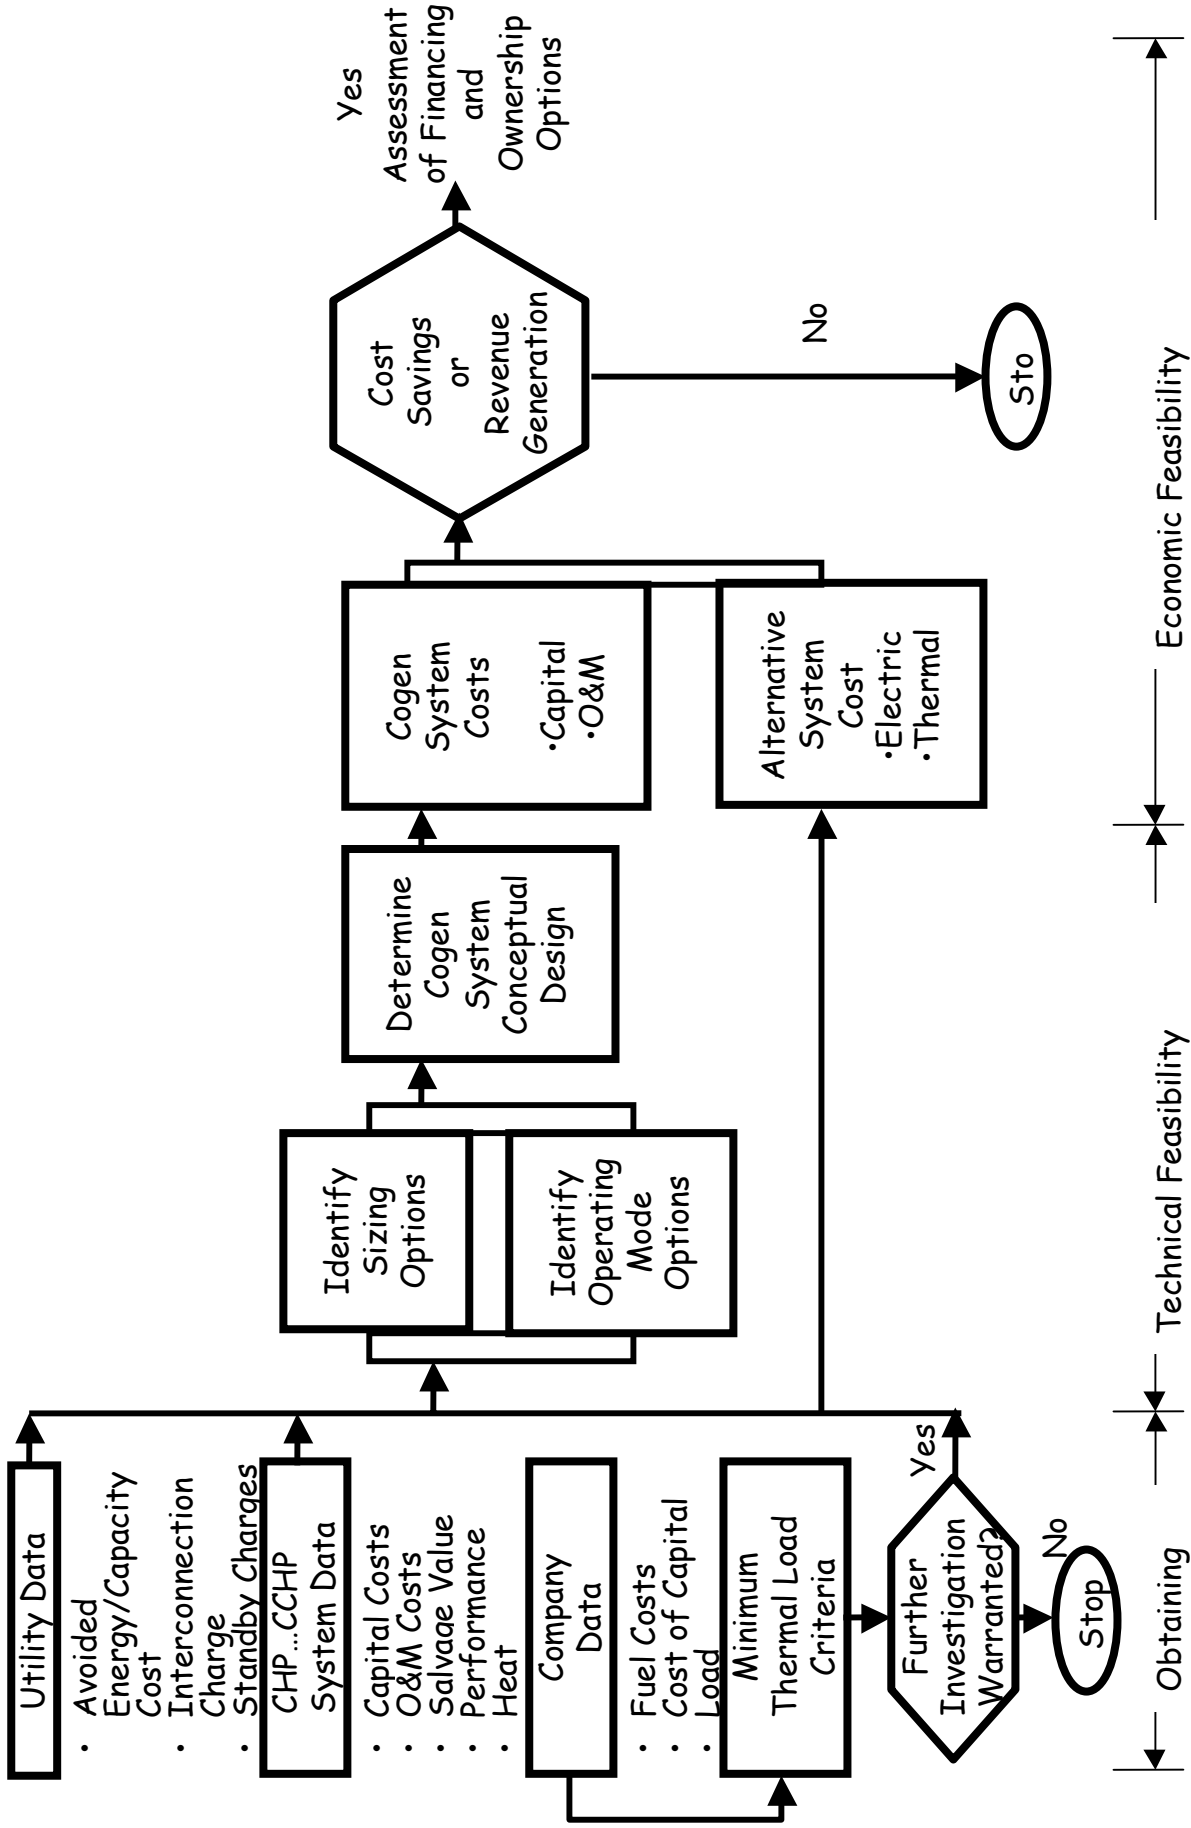 Utility Data
• Avoided
Energy/Capacity
Cost
• Interconnection
Charge
• Standby Charges
CHP...CCHP
System Data
• Capital Costs
• O&M Costs
• Salvage Value
• Performance
• Heat
Company
Data
• Fuel Costs
• Cost of Capital
• Load
Minimum
Thermal Load
Criteria
Further
Investigation
Warranted?
Yes
No
Stop
Identify
Sizing
Options
Identify
Operating
Mode
Options
Determine
Cogen
System
Conceptual
Design
Cogen
System
Costs
•Capital
•O&M
Alternative
System
Cost
•Electric
•Thermal
Cost
Savings
or
Revenue
Generation
Yes
Assessment
of Financing
and
Ownership
Options
No
Sto
Obtaining
Technical Feasibility
Economic Feasibility